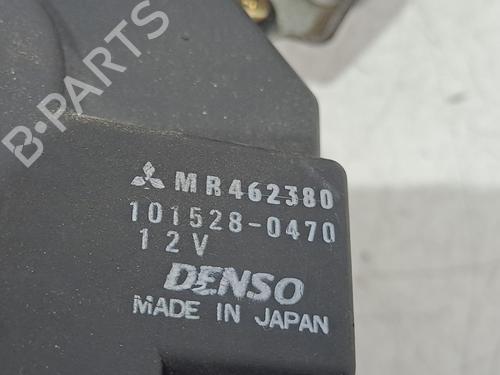 B-PARTS
MR462380
101528-0470
12V
DENSO
MADE IN JAPAN